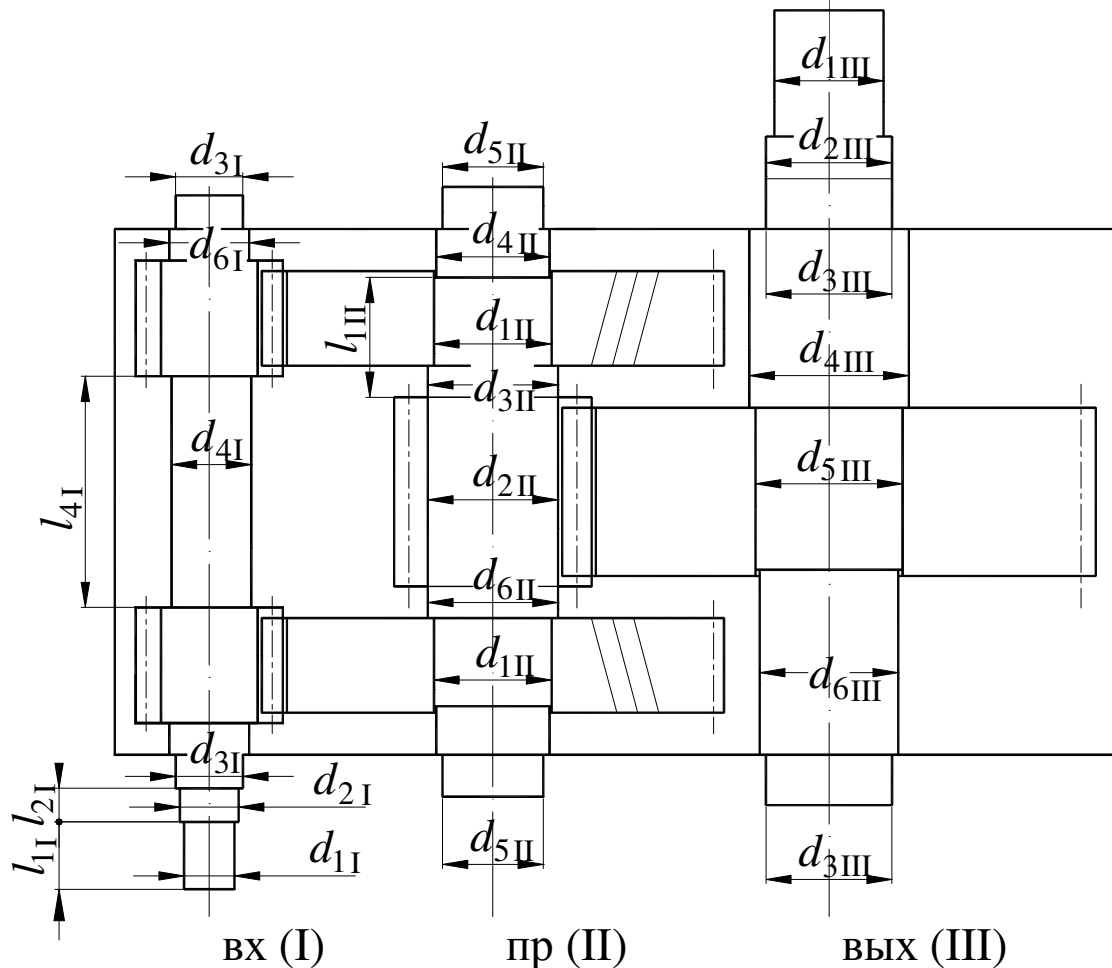 d1III
d5II
d2III
d3I
d4II
d6I
d3III
l1II
d1II
d4III
d3II
d4I
d5III
d2II
l4I
d6II
d1II
d6III
d3I
d2I
l2I
d5II
d1I
l1I
d3III
вх (I) пр (II) вых (III)